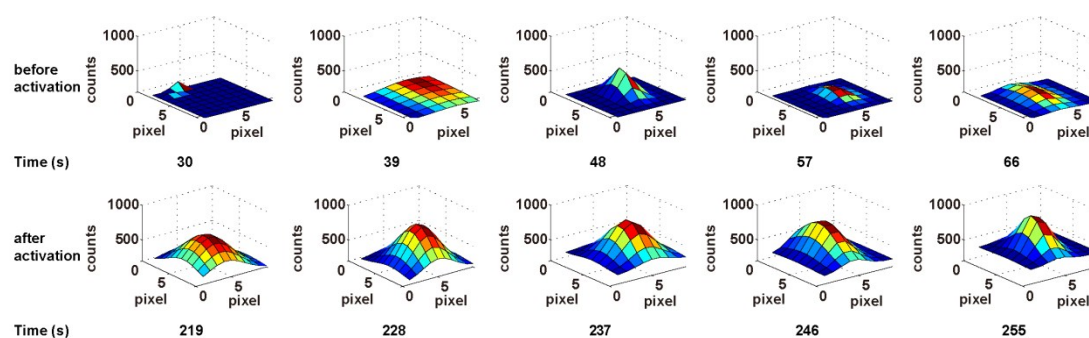 1000 1000 1000 1000 1000
before activation
counts counts counts counts counts
500 500 500 500 500
0 0 0 0 0
5 5 5 5 5 5 5 5 5 5
pixel 0 pixel pixel 0 pixel pixel 0 pixel pixel 0 pixel pixel 0 pixel
Time (s) 30 39 48 57 66
1000 1000 1000 1000 1000
after activation
counts counts counts counts counts
500 500 500 500 500
0 0 0 0 0
5 5 5 5 5 5 5 5 5 5
pixel 0 pixel pixel 0 pixel pixel 0 pixel pixel 0 pixel pixel 0 pixel
Time (s) 219 228 237 246 255